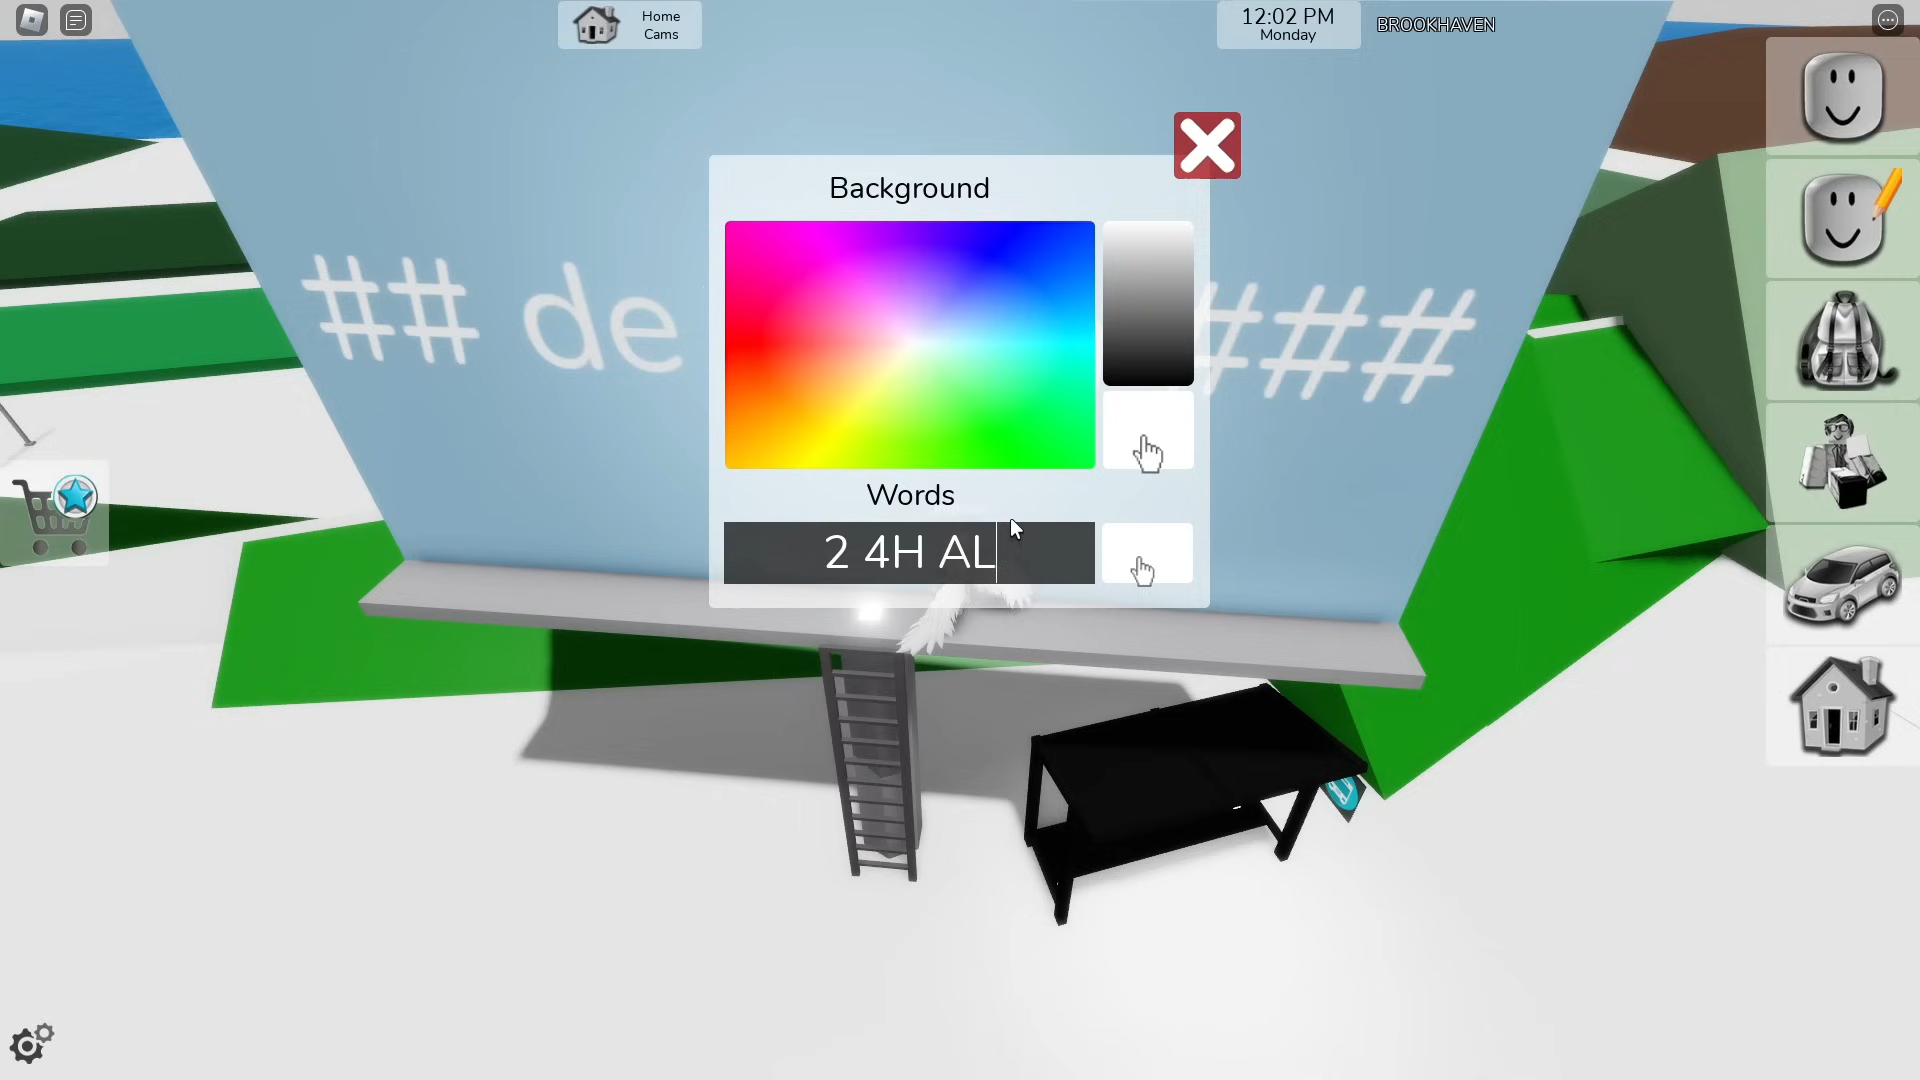 Home
Cams
12:02 PM
Monday
BROOKHAVEN
Background
## de
###
Words
2 4H AL